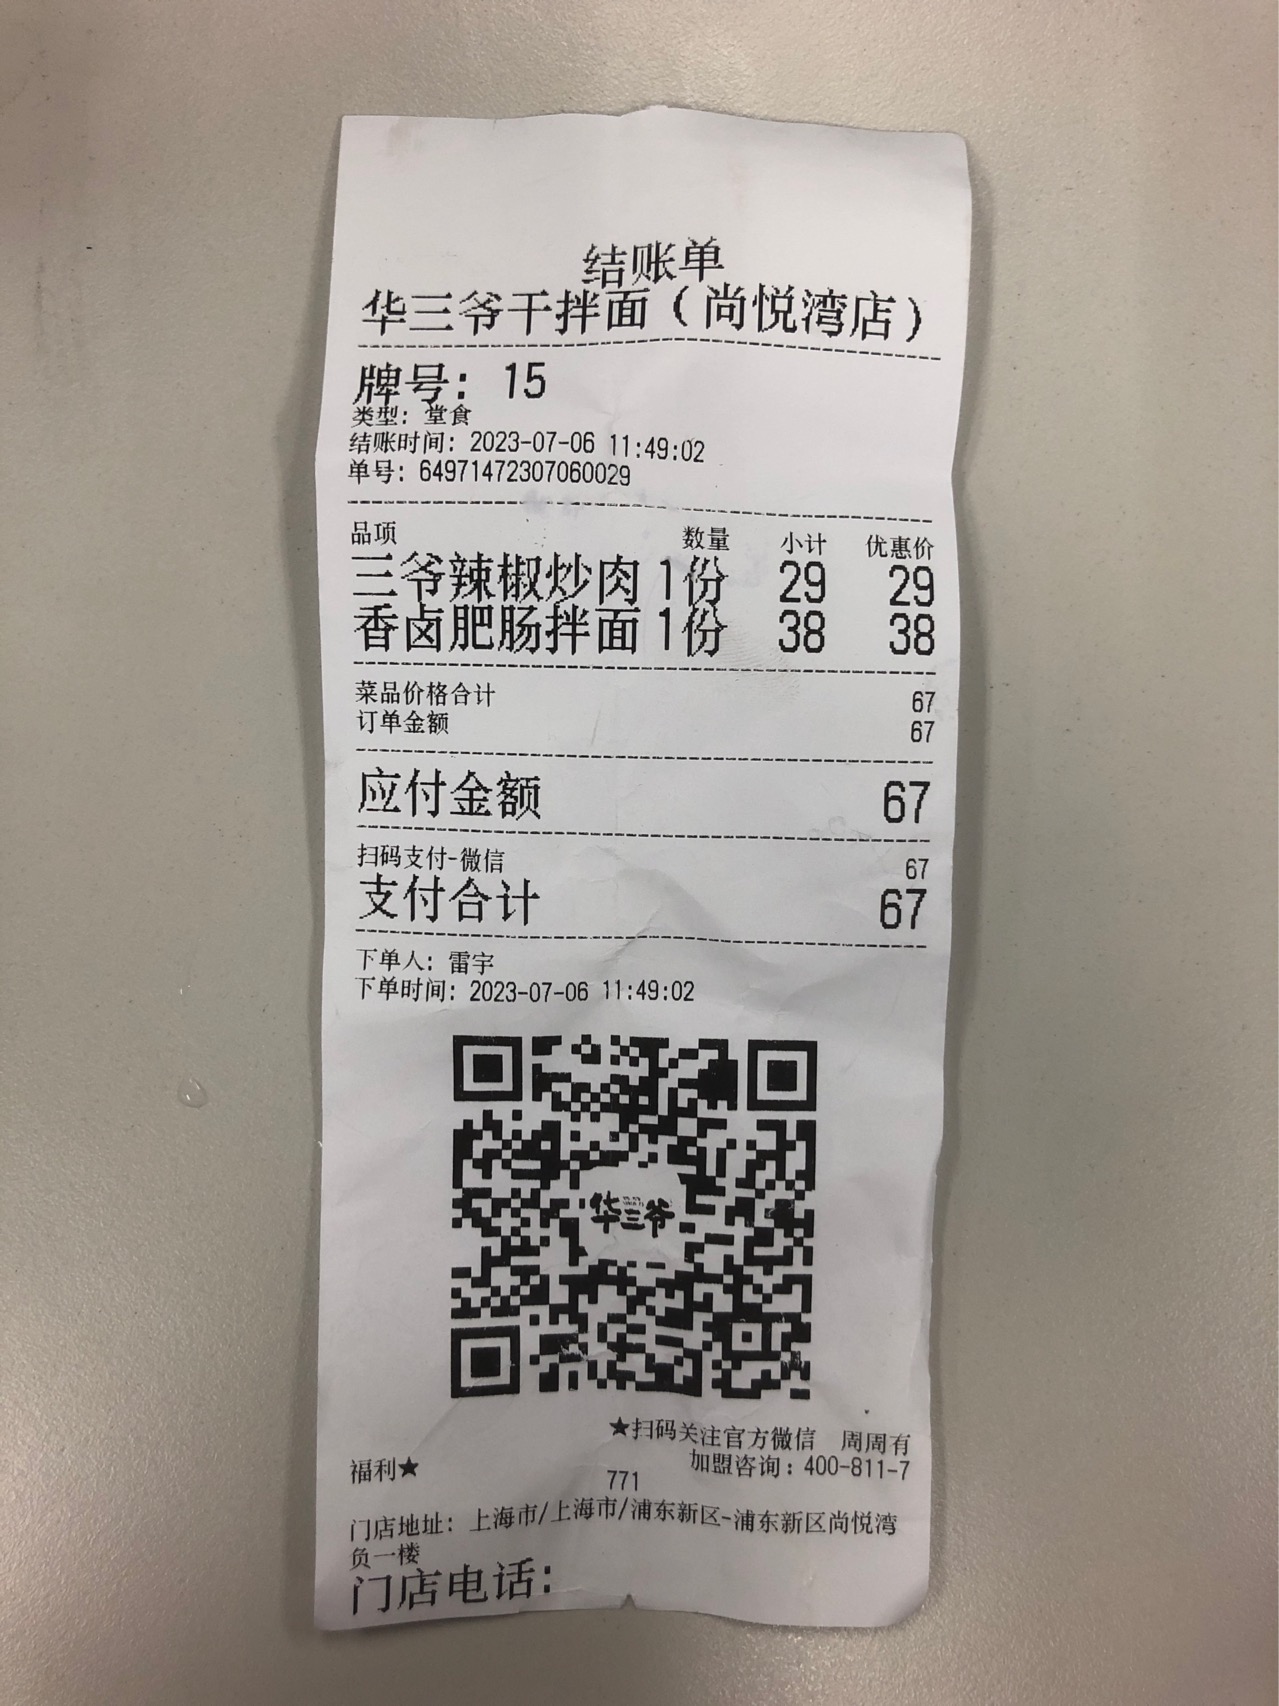 结账单
华三爷干拌面（尚悦湾店）
牌号: 15
类型: 堂食
结账时间: 2023-07-06 11:49:02
单号: 64971472307060029
品项 数量 小计 优惠价
三爷辣椒炒肉 1份 29 29
香卤肥肠拌面 1份 38 38
菜品价格合计 67
订单金额 67
应付金额 67
扫码支付-微信 67
支付合计 67
下单人: 雷宇
下单时间: 2023-07-06 11:49:02
华三爷
★扫码关注官方微信 周周有
福利★ 加盟咨询: 400-811-7
771
门店地址: 上海市/上海市/浦东新区-浦东新区尚悦湾
负一楼
门店电话: